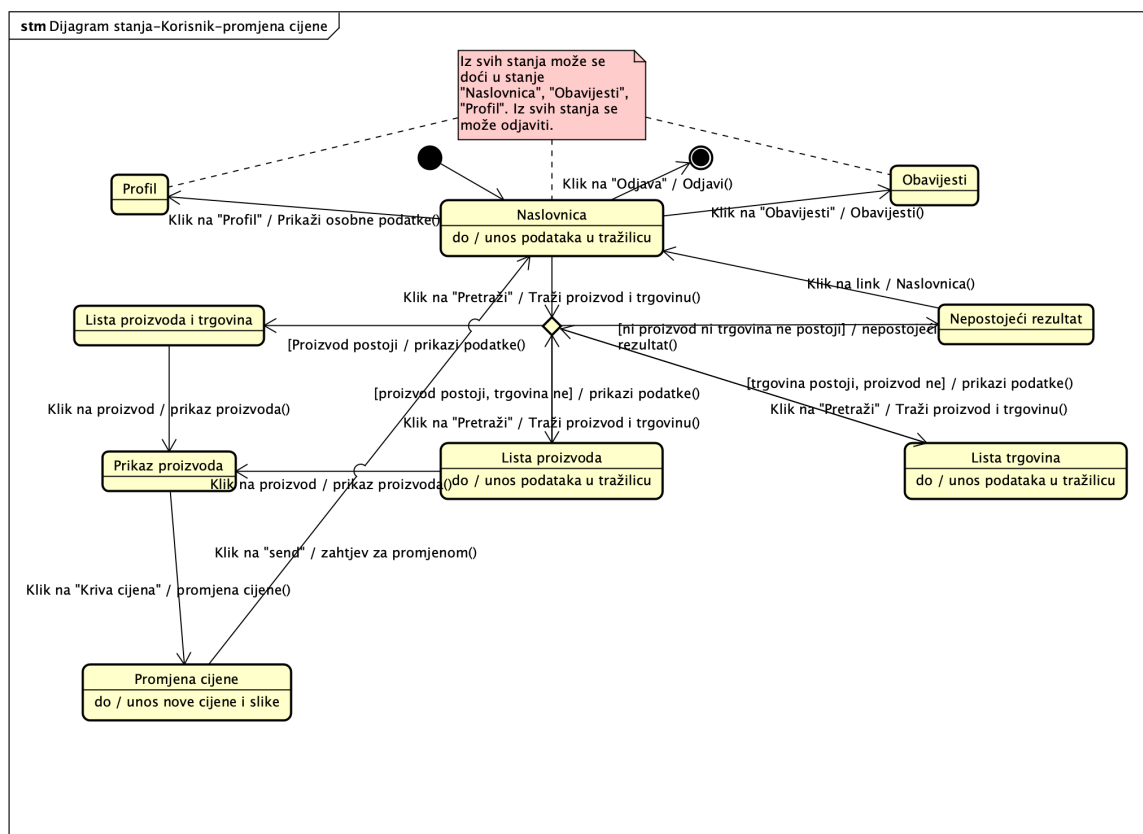 stm Dijagram stanja-Korisnik-promjena cijene
Iz svih stanja može se
doći u stanje
"Naslovnica", "Obavijesti",
"Profil". Iz svih stanja se
može odjaviti.
Profil
Klik na "Odjava" / Odjavi()
Obavijesti
Klik na "Profil" / Prikaži osobne podatke()
Naslovnica
do / unos podataka u tražilicu
Klik na "Obavijesti" / Obavijesti()
Klik na link / Naslovnica()
Klik na "Pretraži" / Traži proizvod i trgovinu()
Lista proizvoda i trgovina
Nepostojeći rezultat
[ni proizvod ni trgovina ne postoji] / nepostojeći
rezultat()
[Proizvod postoji / prikazi podatke()
[proizvod postoji, trgovina ne] / prikazi podatke()
[trgovina postoji, proizvod ne] / prikazi podatke()
Klik na proizvod / prikaz proizvoda()
Klik na "Pretraži" / Traži proizvod i trgovinu()
Klik na "Pretraži" / Traži proizvod i trgovinu()
Prikaz proizvoda
Lista proizvoda
do / unos podataka u tražilicu
Lista trgovina
do / unos podataka u tražilicu
Klik na proizvod / prikaz proizvoda()
Klik na "send" / zahtjev za promjenom()
Klik na "Kriva cijena" / promjena cijene()
Promjena cijene
do / unos nove cijene i slike